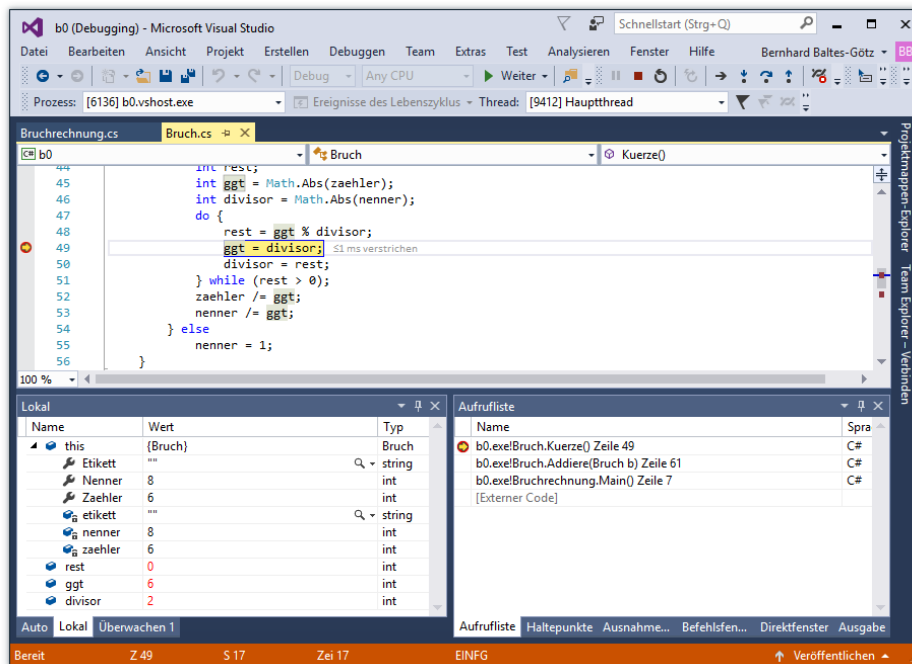 b0 (Debugging) - Microsoft Visual Studio
Schnellstart (Strg+Q)
Datei Bearbeiten Ansicht Projekt Erstellen Debuggen Team Extras Test Analysieren Fenster Hilfe Bernhard Baltes-Götz BB
Debug Any CPU Weiter
Prozess: [6136] b0.vshost.exe Ereignisse des Lebenszyklus Thread: [9412] Hauptthread
Bruchrechnung.cs Bruch.cs
C# b0 Bruch Kuerze()
44 int rest;
45 int ggt = Math.Abs(zaehler);
46 int divisor = Math.Abs(nenner);
47 do {
48 rest = ggt % divisor;
49 ggt = divisor; ≤1 ms verstrichen
50 divisor = rest;
51 } while (rest > 0);
52 zaehler /= ggt;
53 nenner /= ggt;
54 } else
55 nenner = 1;
56 }
100 %
Projektmappen-Explorer
Team Explorer – Verbinden
Lokal
Name Wert Typ
this {Bruch} Bruch
Etikett "" string
Nenner 8 int
Zaehler 6 int
etikett "" string
nenner 8 int
zaehler 6 int
rest 0 int
ggt 6 int
divisor 2 int
Auto Lokal Überwachen 1
Aufrufliste
Name Spra
b0.exe!Bruch.Kuerze() Zeile 49 C#
b0.exe!Bruch.Addiere(Bruch b) Zeile 61 C#
b0.exe!Bruchrechnung.Main() Zeile 7 C#
[Externer Code]
Aufrufliste Haltepunkte Ausnahme... Befehlsfen... Direktfenster Ausgabe
Bereit Z 49 S 17 Zei 17 EINFG Veröffentlichen